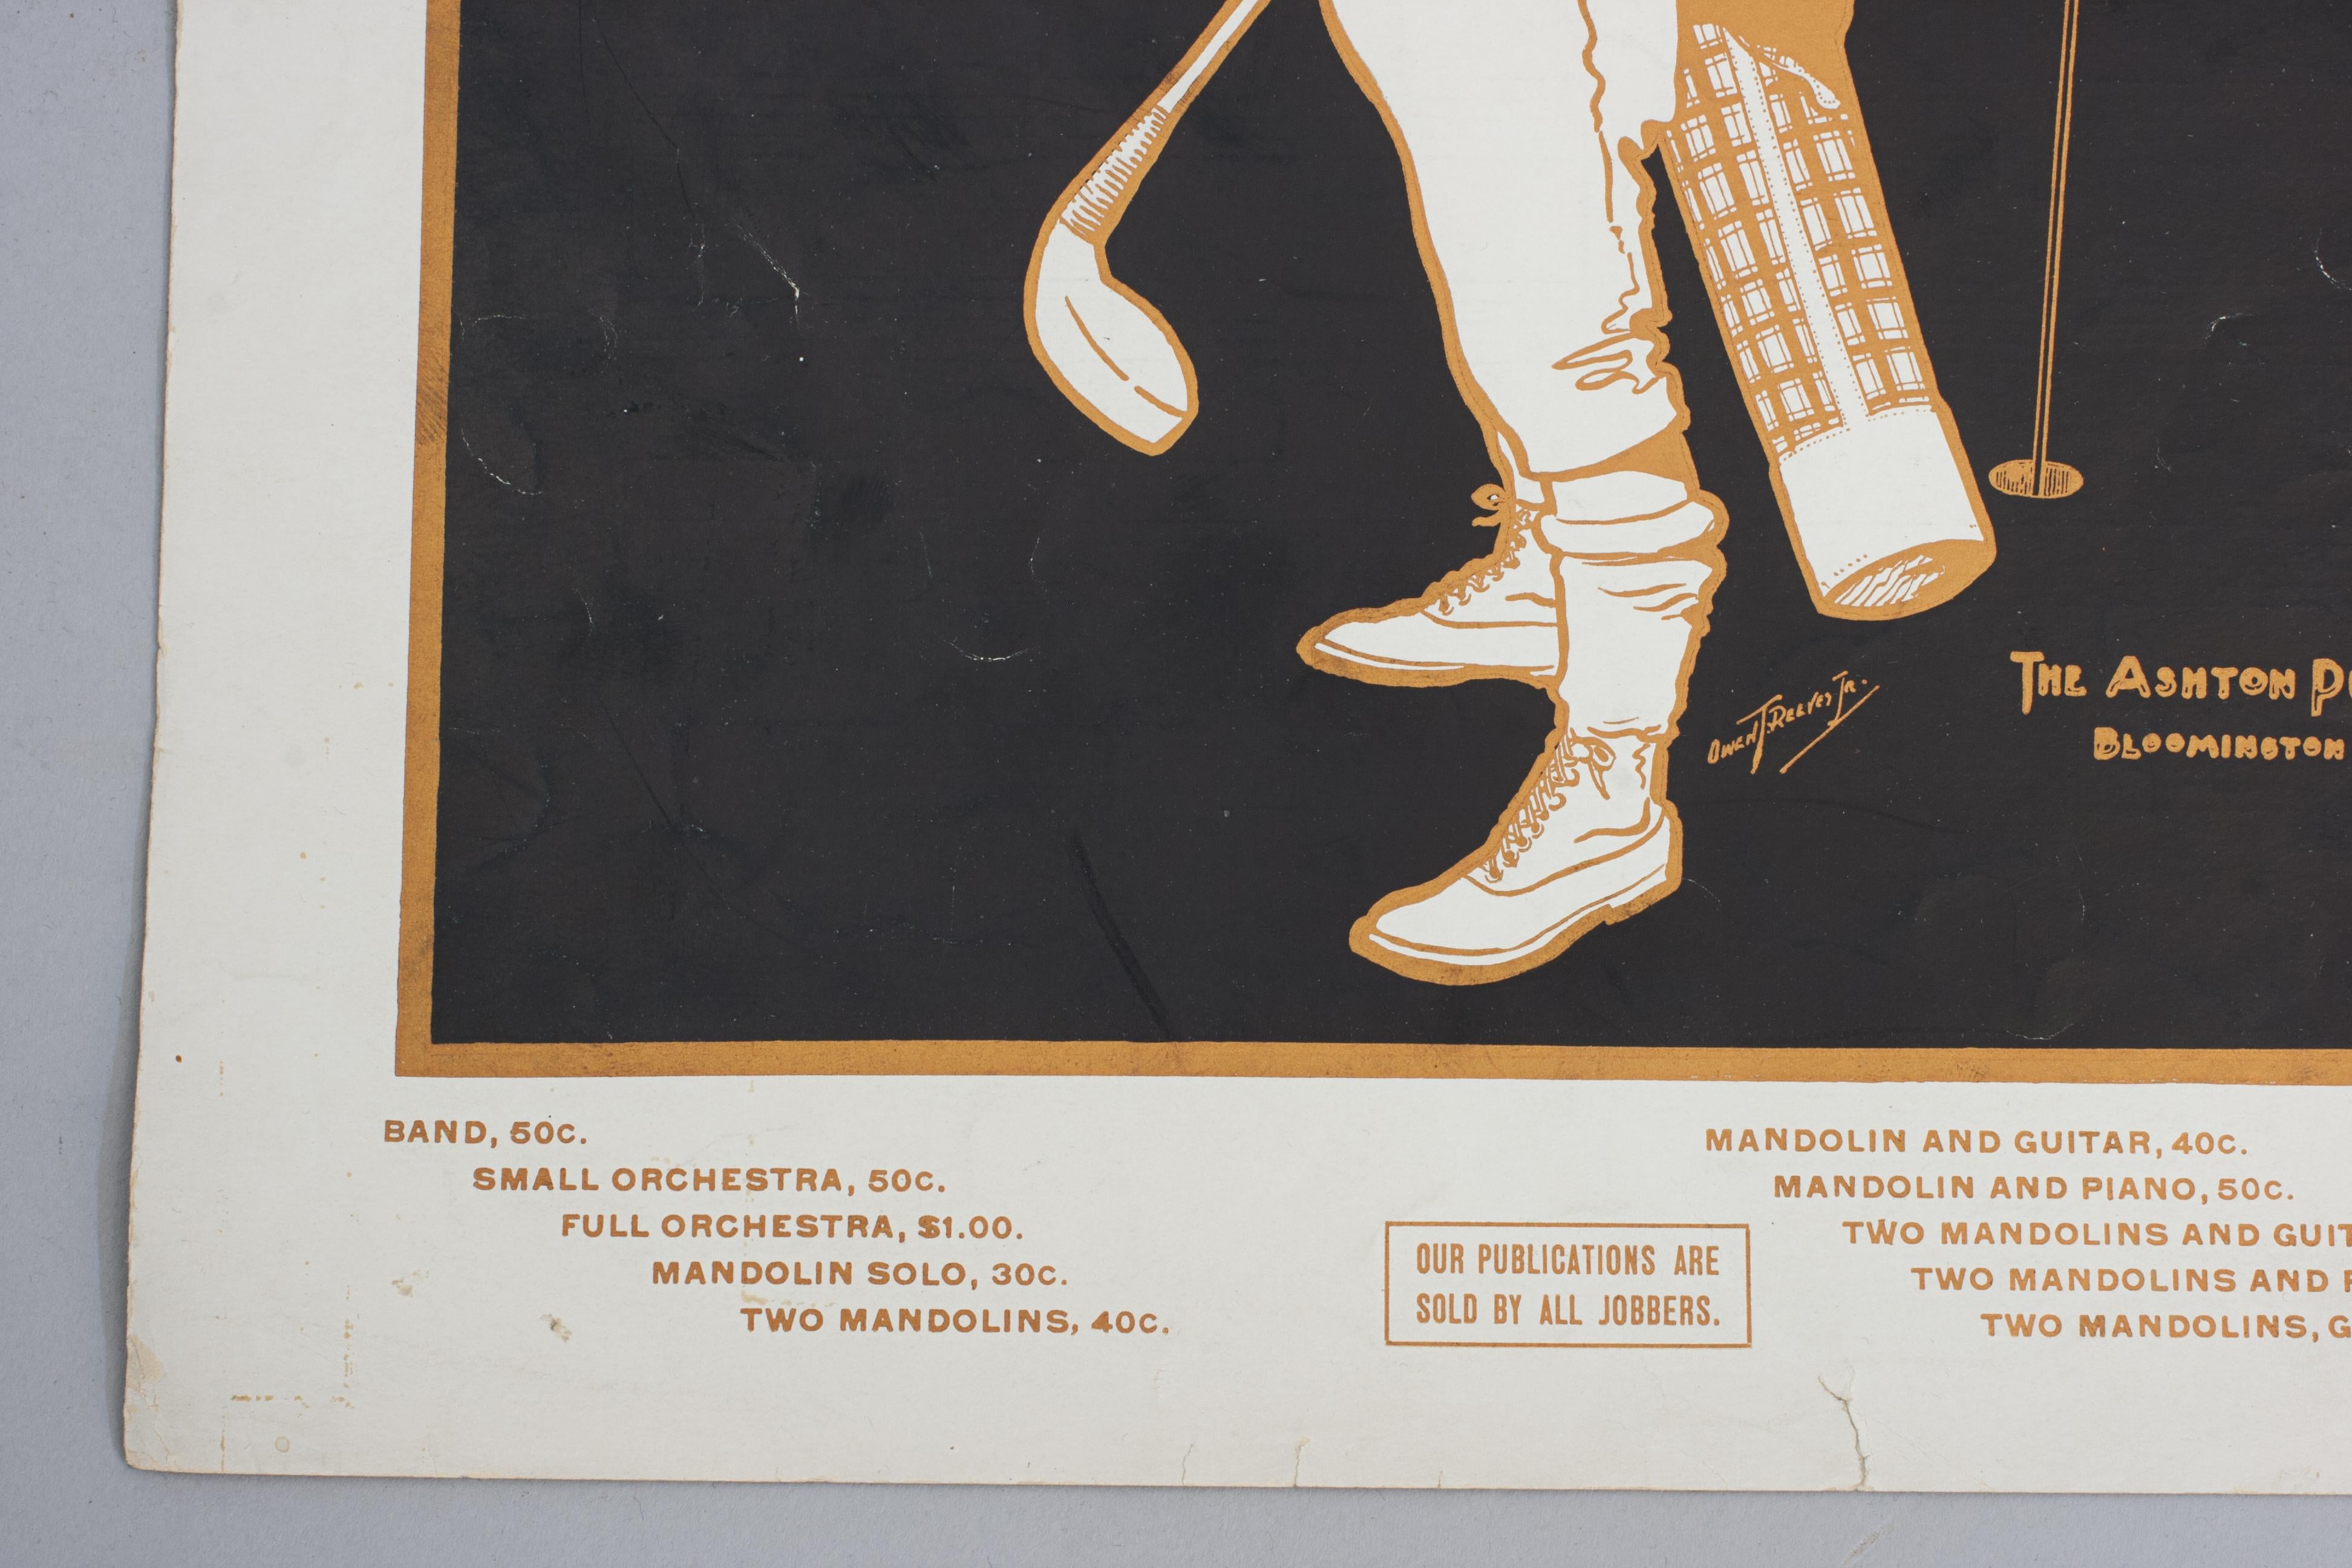 Owen T. Reeves Jr.
The Ashton
Bloomington
BAND, 50c.
SMALL ORCHESTRA, 50c.
FULL ORCHESTRA, $1.00.
MANDOLIN SOLO, 30c.
TWO MANDOLINS, 40c.
OUR PUBLICATIONS ARE
SOLD BY ALL JOBBERS.
MANDOLIN AND GUITAR, 40c.
MANDOLIN AND PIANO, 50c.
TWO MANDOLINS AND
TWO MANDOLINS AND
TWO MANDOLINS,